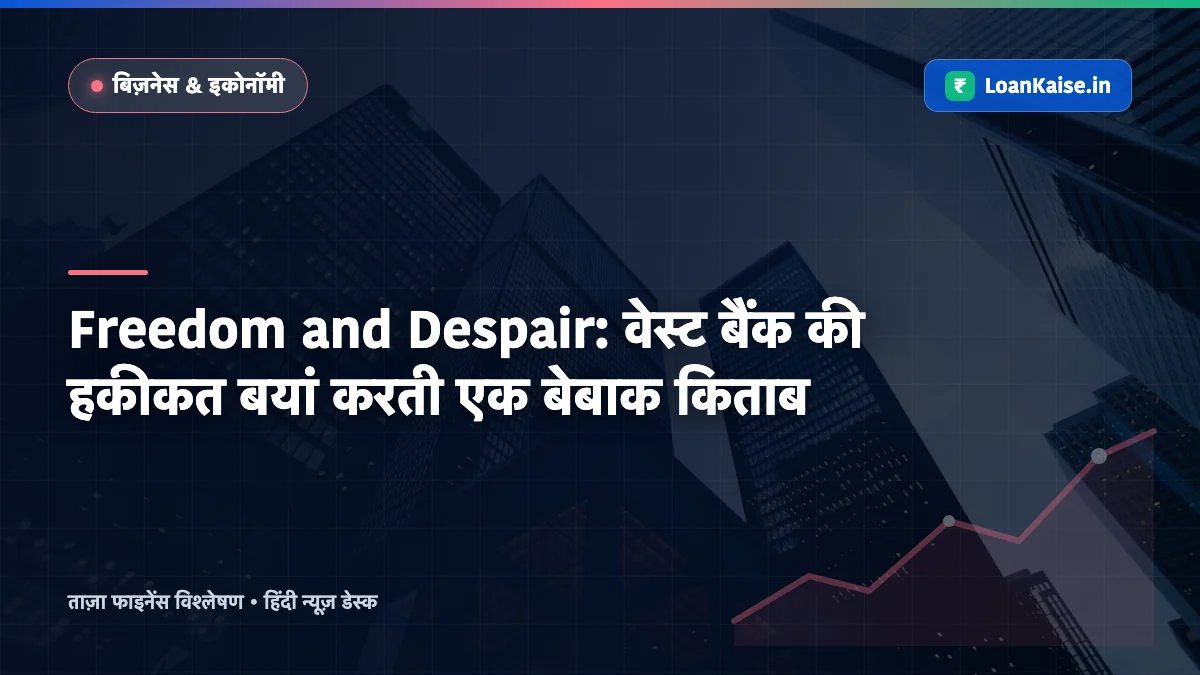 बिज़नेस & इकोनॉमी
₹ LoanKaise.in
Freedom and Despair: वेस्ट बैंक की
हकीकत बयां करती एक बेबाक किताब
ताज़ा फाइनेंस विश्लेषण • हिंदी न्यूज़ डेस्क